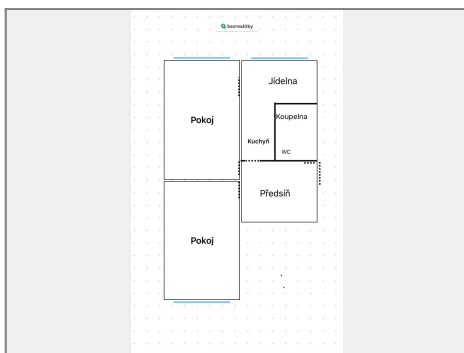 bezrealitky
Jídelna
Koupelna
Pokoj
Kuchyň
WC
Předsíň
Pokoj